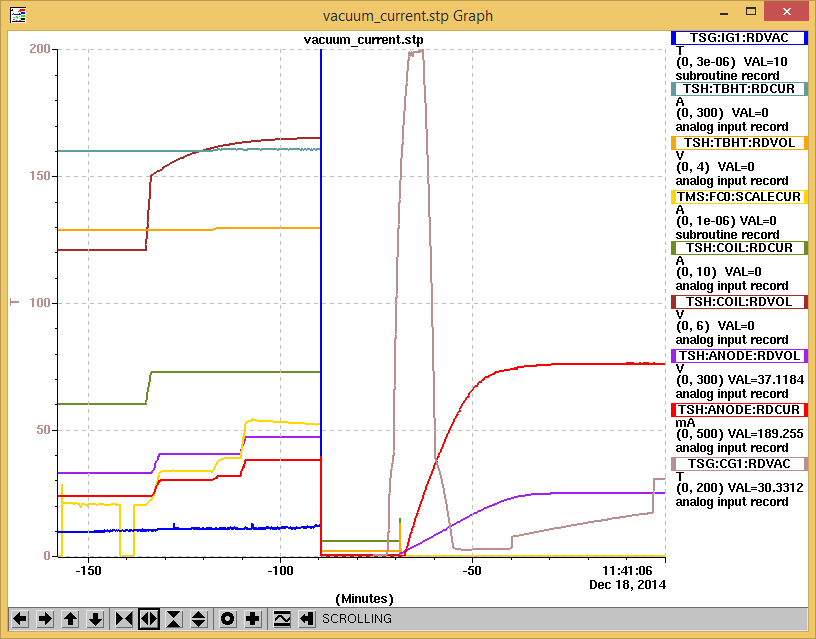 vacuum_current.stp Graph
vacuum_current.stp
200
150
100
50
0
T
-150
-100
-50
11:41:06
Dec 18, 2014
(Minutes)
TSG:IG1:RDVAC
T
(0, 3e-06) VAL=10
subroutine record
TSH:TBHT:RDCUR
A
(0, 300) VAL=0
analog input record
TSH:TBHT:RDVOL
V
(0, 4) VAL=0
analog input record
TMS:FC0:SCALECUR
A
(0, 1e-06) VAL=0
subroutine record
TSH:COIL:RDCUR
A
(0, 10) VAL=0
analog input record
TSH:COIL:RDVOL
V
(0, 6) VAL=0
analog input record
TSH:ANODE:RDVOL
V
(0, 300) VAL=37.1184
analog input record
TSH:ANODE:RDCUR
mA
(0, 500) VAL=189.255
analog input record
TSG:CG1:RDVAC
T
(0, 200) VAL=30.3312
analog input record
SCROLLING